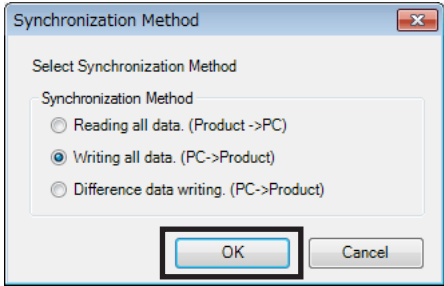 Synchronization Method
Select Synchronization Method
Synchronization Method
Reading all data. (Product ->PC)
Writing all data. (PC->Product)
Difference data writing. (PC->Product)
OK Cancel